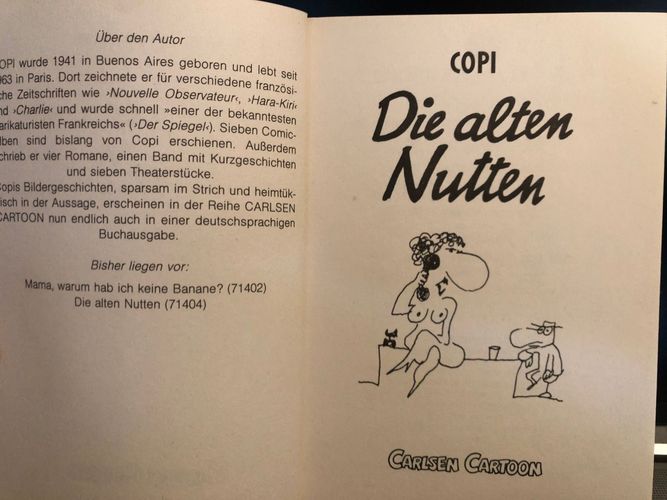 Über den Autor
OPI wurde 1941 in Buenos Aires geboren und lebt seit
963 in Paris. Dort zeichnete er für verschiedene französi-
che Zeitschriften wie ›Nouvelle Observateur‹, ›Hara-Kiri‹
nd ›Charlie‹ und wurde schnell »einer der bekanntesten
arikaturisten Frankreichs« (›Der Spiegel‹). Sieben Comic-
lben sind bislang von Copi erschienen. Außerdem
chrieb er vier Romane, einen Band mit Kurzgeschichten
und sieben Theaterstücke.
Copis Bildergeschichten, sparsam im Strich und heimtük-
isch in der Aussage, erscheinen in der Reihe CARLSEN
CARTOON nun endlich auch in einer deutschsprachigen
Buchausgabe.
Bisher liegen vor:
Mama, warum hab ich keine Banane? (71402)
Die alten Nutten (71404)
COPI
Die alten
Nutten
CARLSEN CARTOON